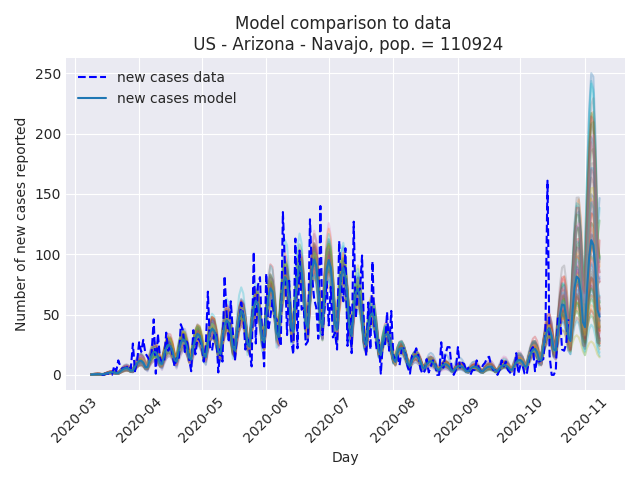 Model comparison to data
US - Arizona - Navajo, pop. = 110924
new cases data
new cases model
Number of new cases reported
250
200
150
100
50
0
2020-03
2020-04
2020-05
2020-06
2020-07
2020-08
2020-09
2020-10
2020-11
Day